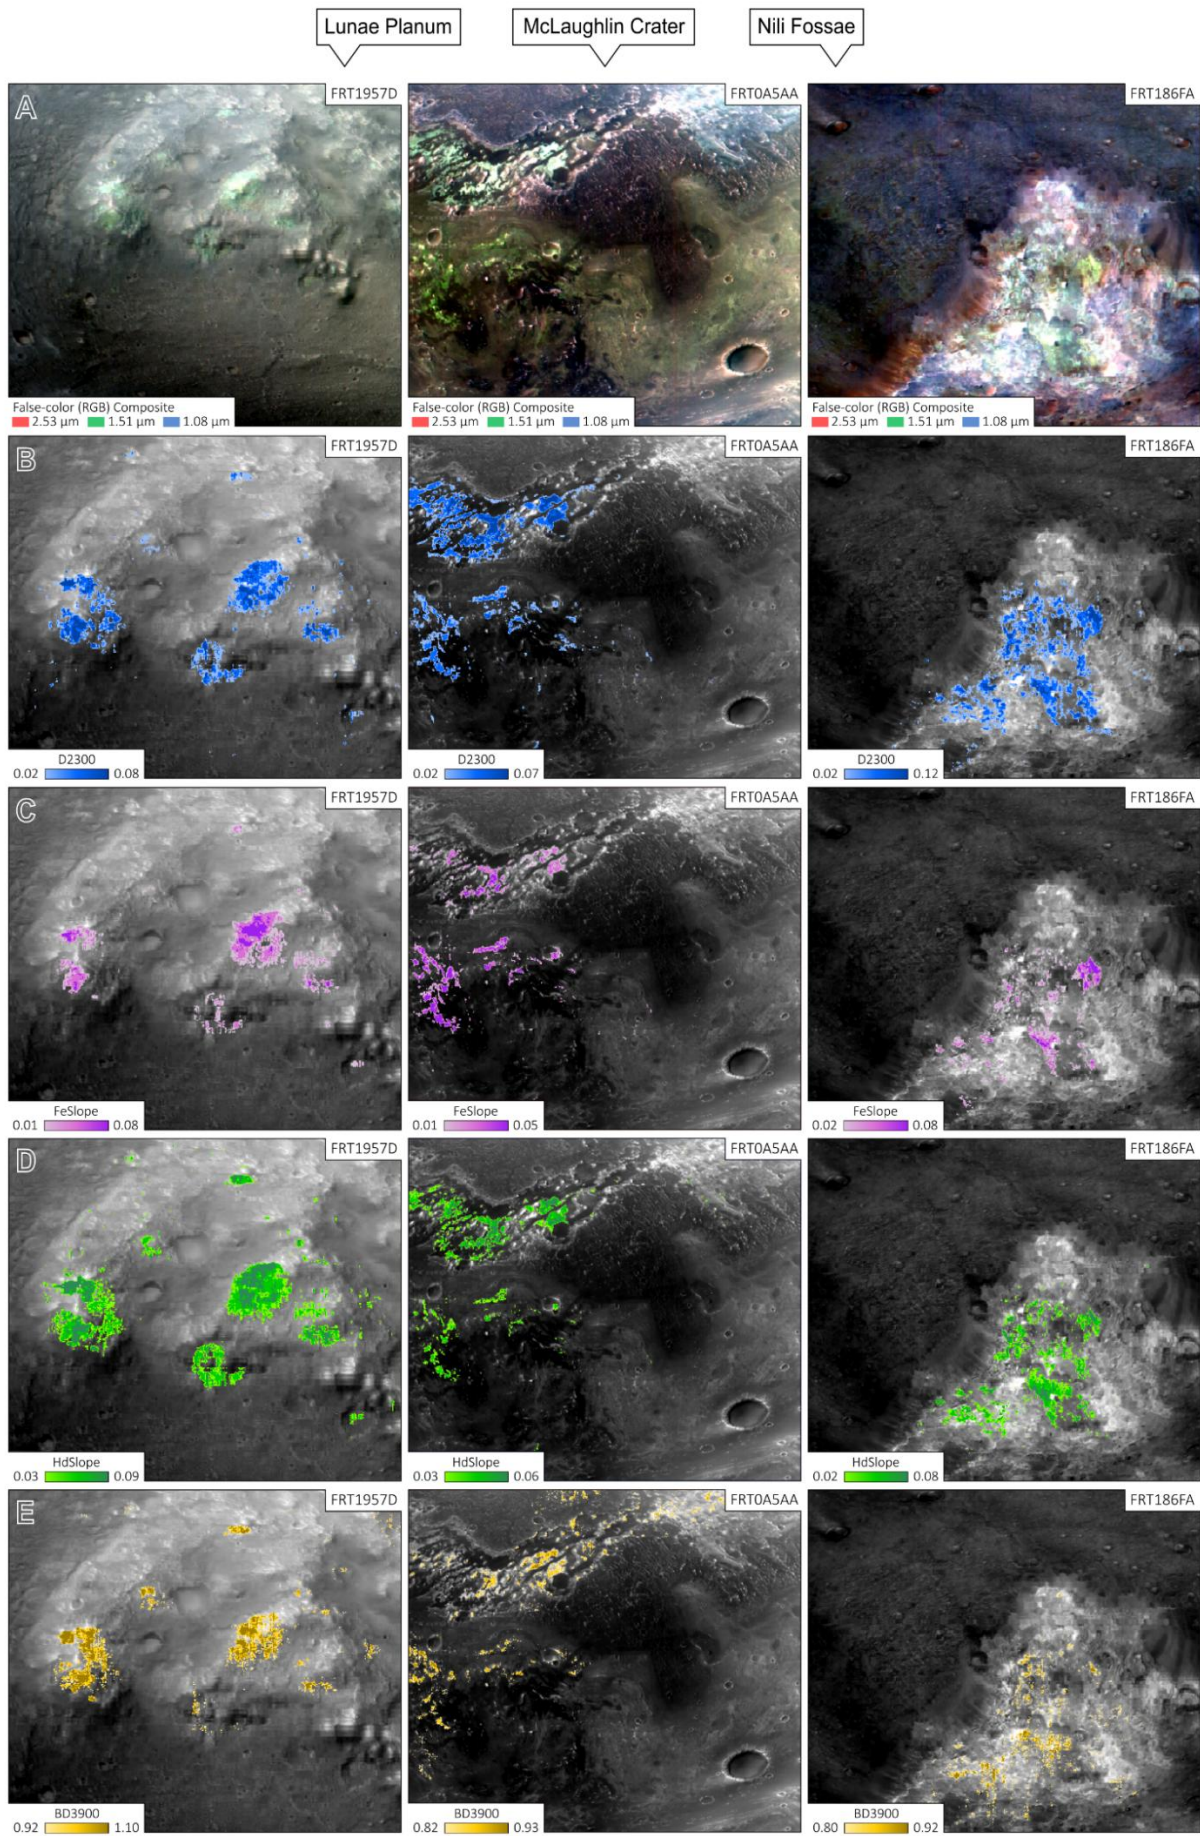 Lunae Planum McLaughlin Crater Nili Fossae
A FRT1957D FRT0A5AA FRT186FA
False-color (RGB) Composite False-color (RGB) Composite
2.53 µm 1.51 µm 1.08 µm 2.53 µm 1.51 µm 1.08 µm 2.53 µm 1.51 µm 1.08 µm
B FRT1957D FRT0A5AA FRT186FA
D2300 D2300 D2300
0.02 0.08 0.02 0.07 0.02 0.12
C FRT1957D FRT0A5AA FRT186FA
FeSlope FeSlope FeSlope
0.01 0.08 0.01 0.05 0.02 0.08
D FRT1957D FRT0A5AA FRT186FA
HdSlope HdSlope HdSlope
0.03 0.09 0.03 0.06 0.02 0.08
E FRT1957D FRT0A5AA FRT186FA
BD3900 BD3900 BD3900
0.92 1.10 0.82 0.93 0.80 0.92